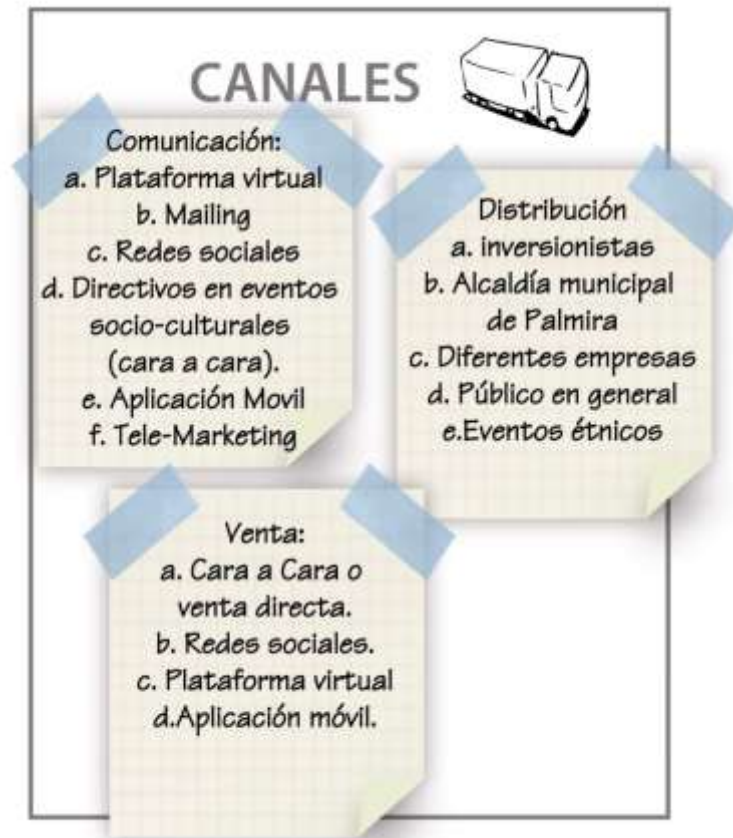 CANALES
Comunicación:
a. Plataforma virtual
b. Mailing
c. Redes sociales
d. Directivos en eventos
socio-culturales
(cara a cara).
e. Aplicación Movil
f. Tele-Marketing
Distribución
a. inversionistas
b. Alcaldía municipal
de Palmira
c. Diferentes empresas
d. Público en general
e.Eventos étnicos
Venta:
a. Cara a Cara o
venta directa.
b. Redes sociales.
c. Plataforma virtual
d.Aplicación móvil.